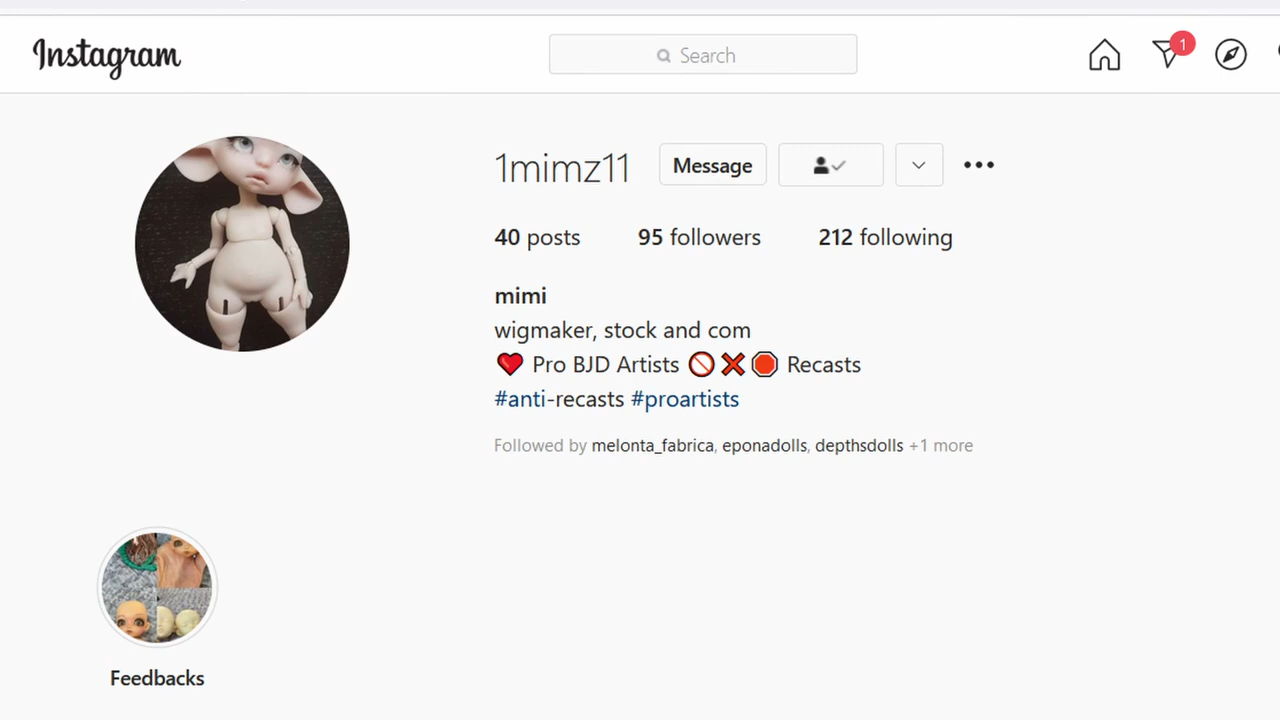 Instagram
Search
1
1mimz11
Message
40 posts
95 followers
212 following
mimi
wigmaker, stock and com
❤️ Pro BJD Artists 🚫❌🛑 Recasts
#anti-recasts #proartists
Followed by melonta_fabrica, eponadolls, depthsdolls +1 more
Feedbacks